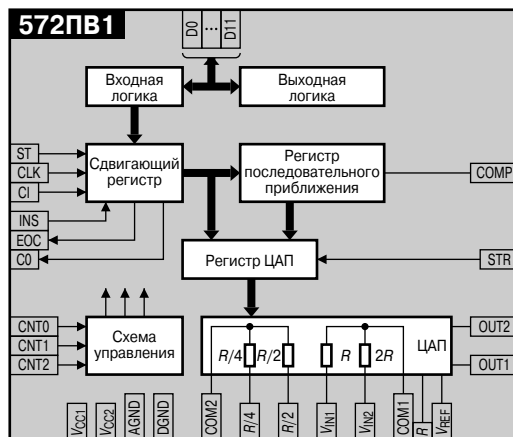 572ПВ1
D0
...
D11
Входная
логика
Выходная
логика
ST
CLK
CI
INS
EOC
C0
Сдвигающий
регистр
Регистр
последовательного
приближения
COMP
Регистр ЦАП
STR
CNT0
CNT1
CNT2
Схема
управления
R/4
R/2
R
2R
ЦАП
OUT2
OUT1
VCC1
VCC2
AGND
DGND
COM2
R/4
R/2
VIN1
VIN2
COM1
R
VREF